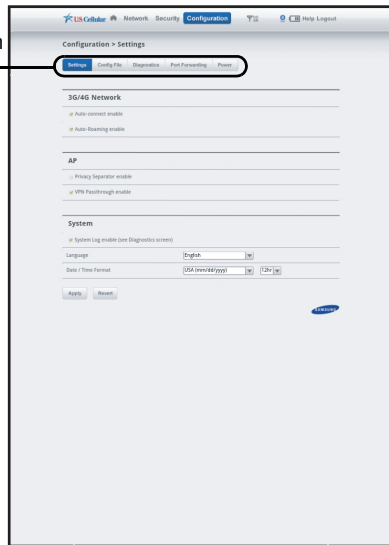 US Cellular Network Security Configuration Help Logout
Configuration > Settings
Settings Config File Diagnostics Port Forwarding Power
3G/4G Network
Auto-connect enable
Auto-Roaming enable
AP
Privacy Separator enable
VPN Passthrough enable
System
System Log enable (see Diagnostics screen)
Language English
Date / Time Format USA (mm/dd/yyyy) 12hr
Apply Revert
SAMSUNG